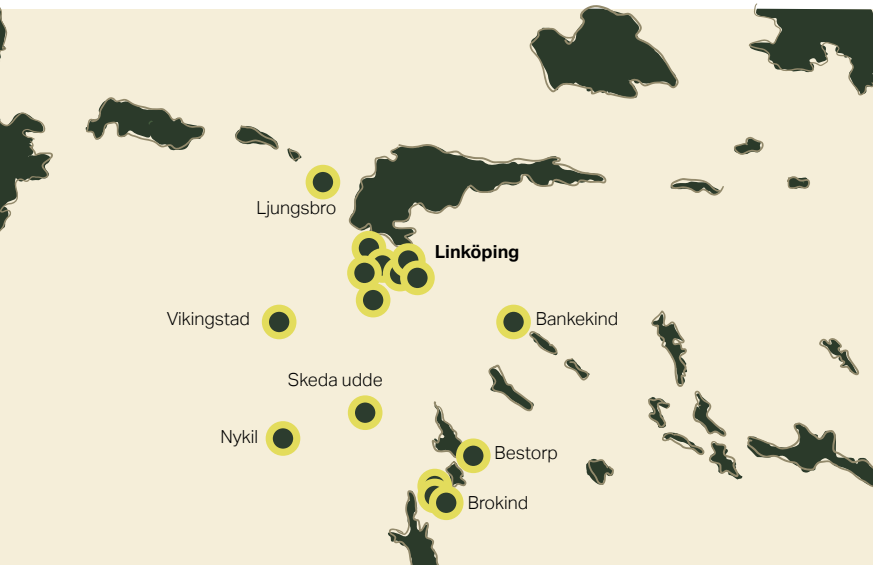 Ljungsbro
Linköping
Vikingstad
Bankekind
Skeda udde
Nykil
Bestorp
Brokind